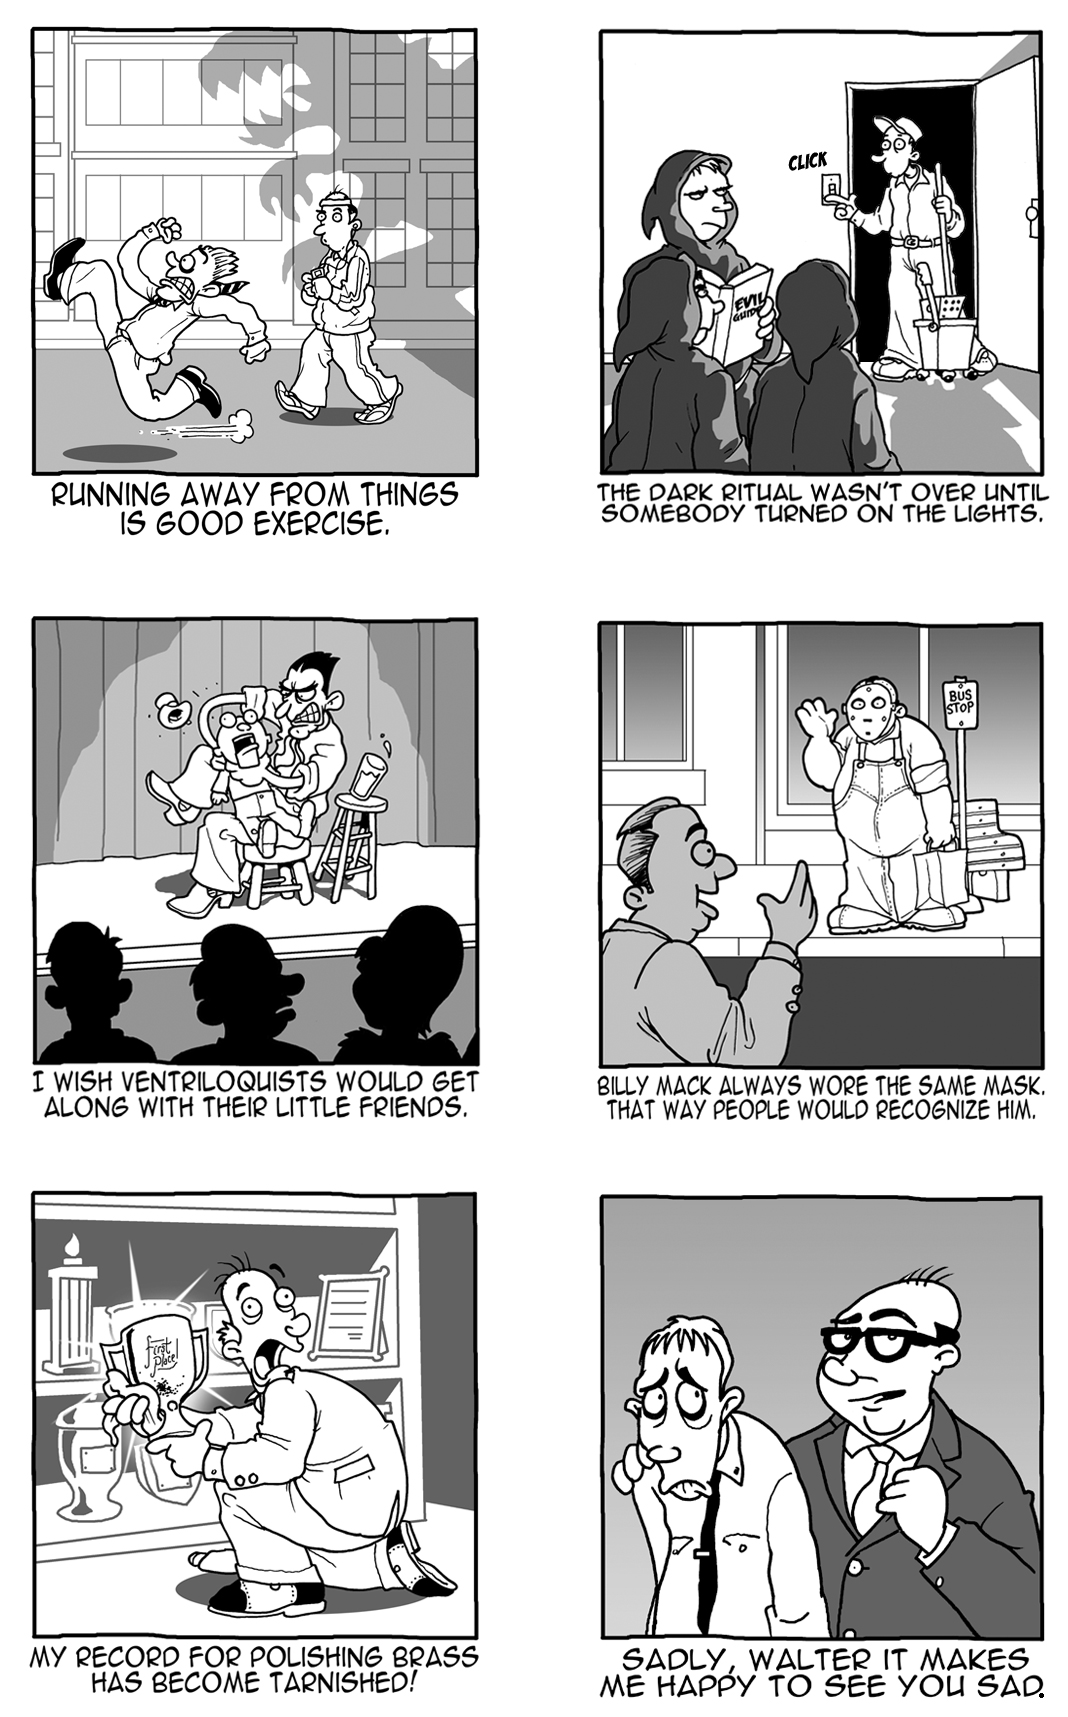 RUNNING AWAY FROM THINGS
IS GOOD EXERCISE.
CLICK
EVIL
GUIDE
THE DARK RITUAL WASN'T OVER UNTIL
SOMEBODY TURNED ON THE LIGHTS.
I WISH VENTRILOQUISTS WOULD GET
ALONG WITH THEIR LITTLE FRIENDS.
BUS
STOP
BILLY MACK ALWAYS WORE THE SAME MASK.
THAT WAY PEOPLE WOULD RECOGNIZE HIM.
First
place!
MY RECORD FOR POLISHING BRASS
HAS BECOME TARNISHED!
SADLY, WALTER IT MAKES
ME HAPPY TO SEE YOU SAD.